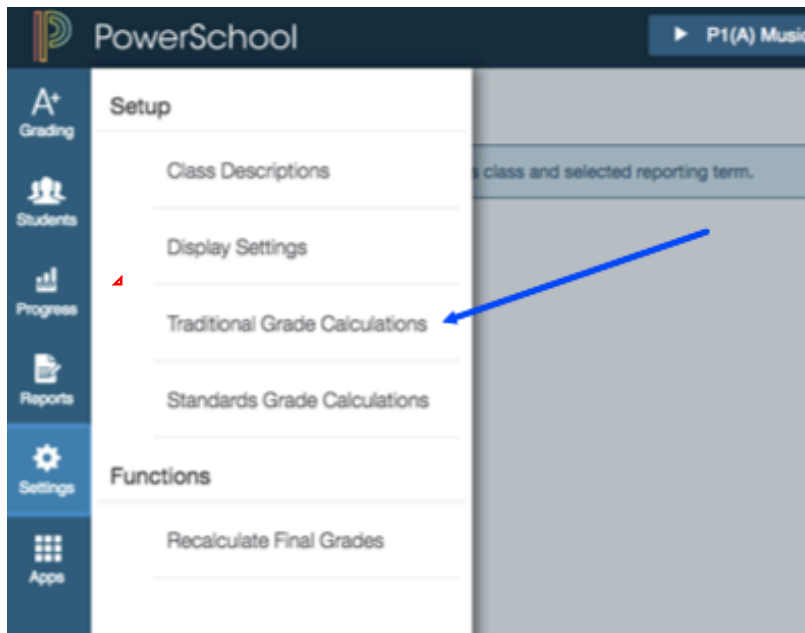 PowerSchool
P1(A) Music
A+
Grading
Students
Progress
Reports
Settings
Apps
Setup
Class Descriptions
Display Settings
Traditional Grade Calculations
Standards Grade Calculations
Functions
Recalculate Final Grades
s class and selected reporting term.